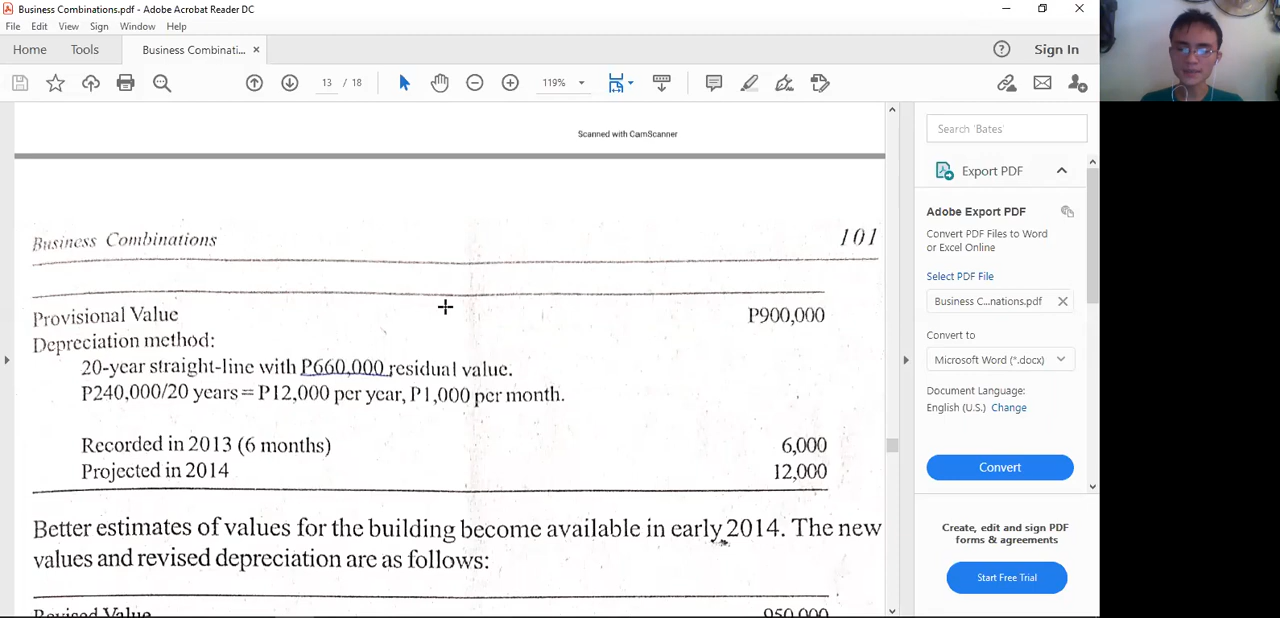 Business Combinations.pdf - Adobe Acrobat Reader DC
File Edit View Sign Window Help
Home Tools Business Combinati... × Sign In
13 / 18 119%
Scanned with CamScanner
Business Combinations 101
Provisional Value P900,000
Depreciation method:
20-year straight-line with P660,000 residual value.
P240,000/20 years = P12,000 per year, P1,000 per month.
Recorded in 2013 (6 months) 6,000
Projected in 2014 12,000
Better estimates of values for the building become available in early 2014. The new
values and revised depreciation are as follows:
Revised Value 950,000
Search 'Bates'
Export PDF
Adobe Export PDF
Convert PDF Files to Word
or Excel Online
Select PDF File
Business C...nations.pdf
Convert to
Microsoft Word (*.docx)
Document Language:
English (U.S.) Change
Convert
Create, edit and sign PDF
forms & agreements
Start Free Trial